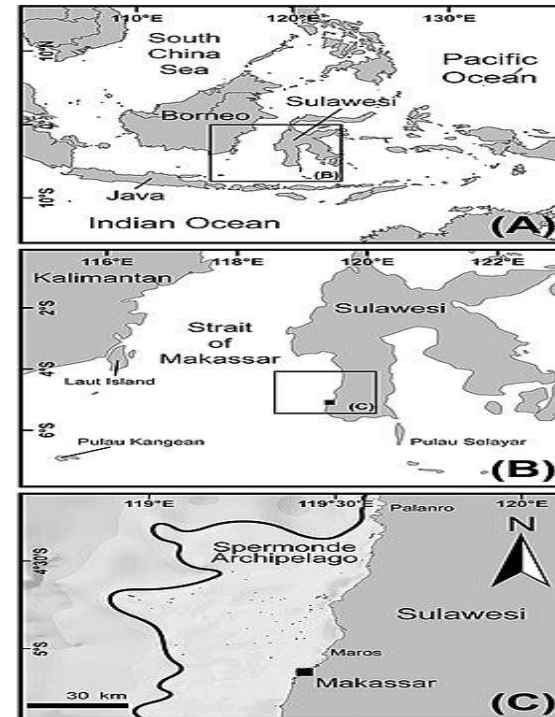 110°E 120°E 130°E
10°N
South
China
Sea
Pacific
Ocean
Sulawesi
Borneo
Java
(B)
10°S
Indian Ocean
(A)
116°E 118°E 120°E 122°E
Kalimantan
2°S
Sulawesi
Strait
of
Makassar
4°S
Laut Island
(C)
6°S
Pulau Kangean
Pulau Selayar
(B)
119°E 119°30'E 120°E
Palanro
N
Spermonde
Archipelago
4°30'S
Sulawesi
5°S
Maros
Makassar
30 km
(C)